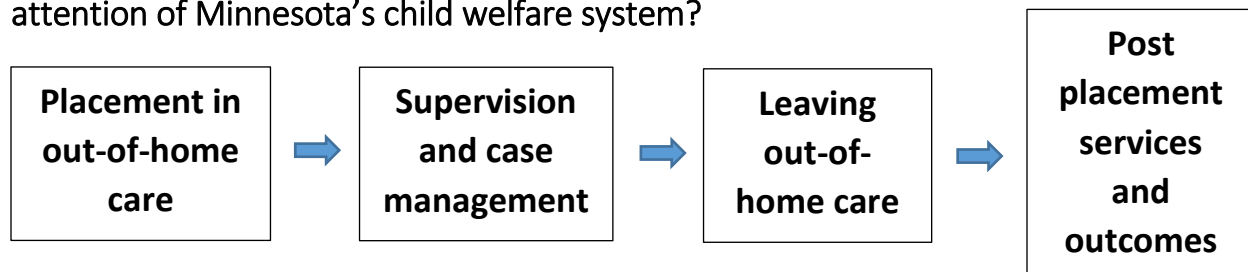 attention of Minnesota’s child welfare system?
Placement in
out-of-home
care
Supervision
and case
management
Leaving
out-of-
home care
Post
placement
services
and
outcomes